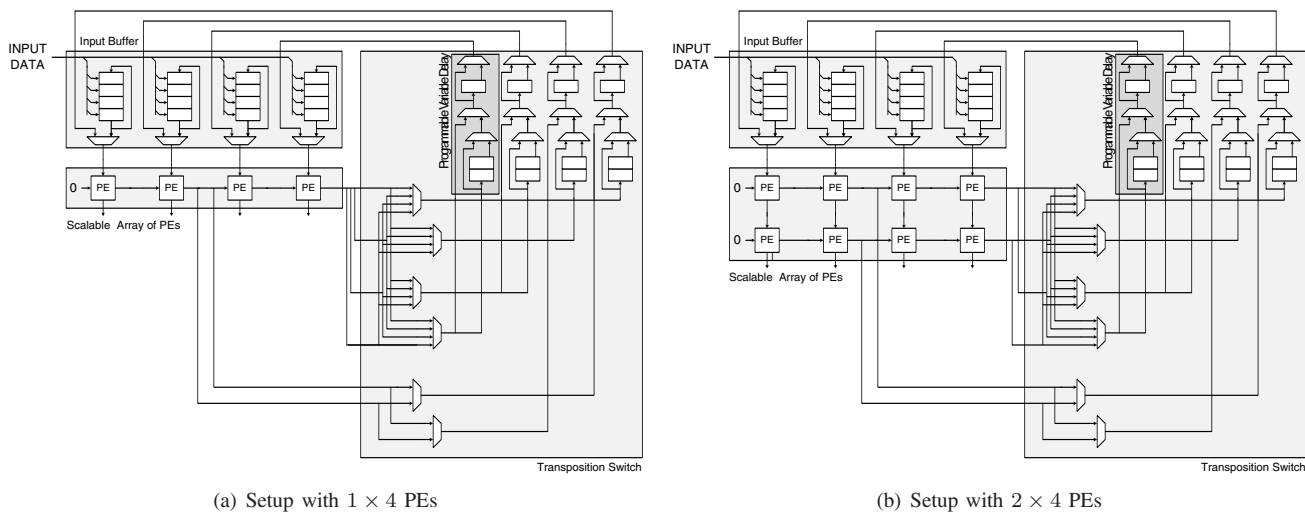 INPUT DATA
Input Buffer
Programmable Variable Delay
0 PE PE PE PE
Scalable Array of PEs
Transposition Switch
(a) Setup with 1 × 4 PEs
INPUT DATA
Input Buffer
Programmable Variable Delay
0 PE PE PE PE
0 PE PE PE PE
Scalable Array of PEs
Transposition Switch
(b) Setup with 2 × 4 PEs